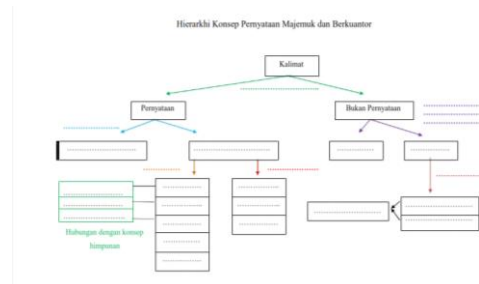 Hierarkhi Konsep Pernyataan Majemuk dan Berkuantor
Kalimat
Pernyataan
Bukan Pernyataan
Hubungan dengan konsep
himpunan